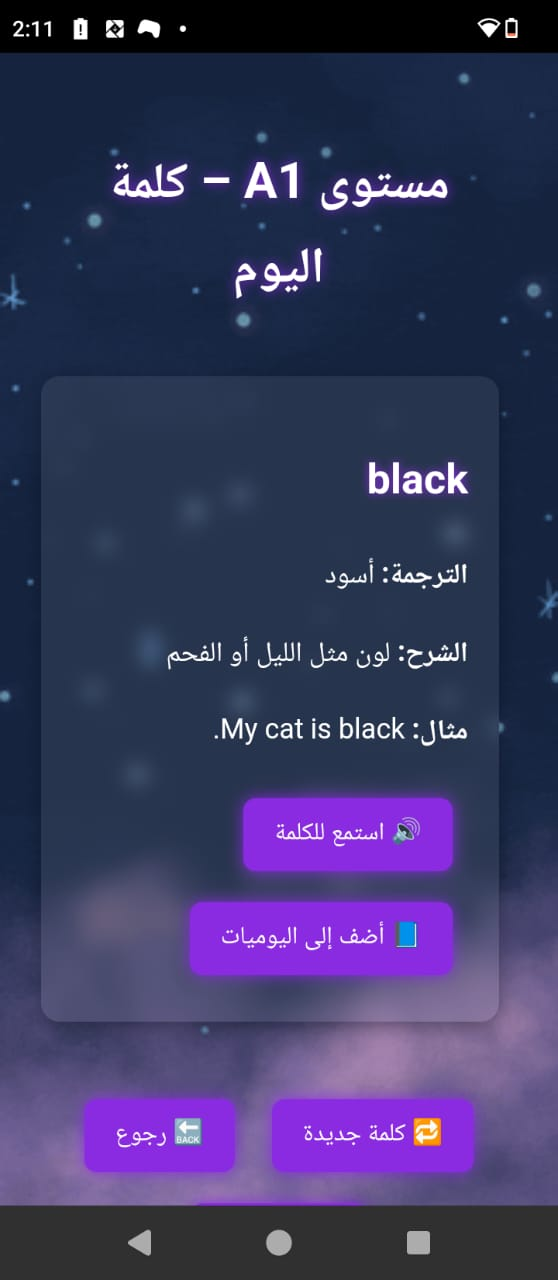 2:11
مستوى A1 – كلمة
اليوم
black
الترجمة: أسود
الشرح: لون مثل الليل أو الفحم
مثال: My cat is black.
🔊 استمع للكلمة
📘 أضف إلى اليوميات
🔁 كلمة جديدة
🔙 رجوع